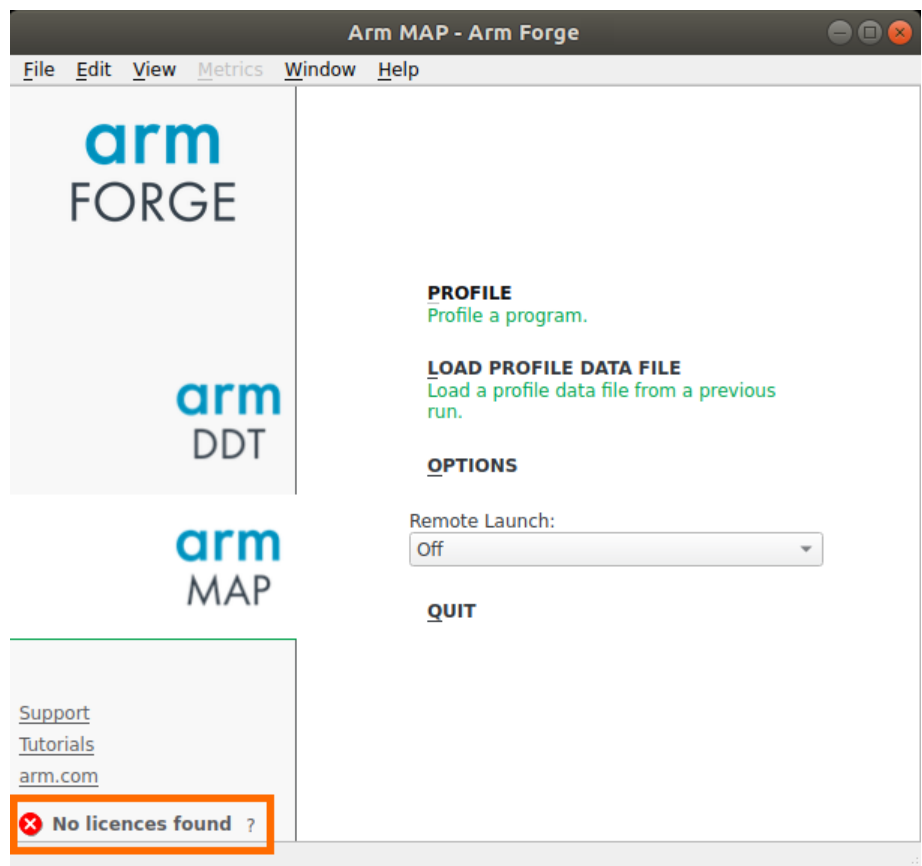 Arm MAP - Arm Forge
File Edit View Metrics Window Help
arm
FORGE
arm
DDT
arm
MAP
Support
Tutorials
arm.com
No licences found ?
PROFILE
Profile a program.
LOAD PROFILE DATA FILE
Load a profile data file from a previous
run.
OPTIONS
Remote Launch:
Off
QUIT